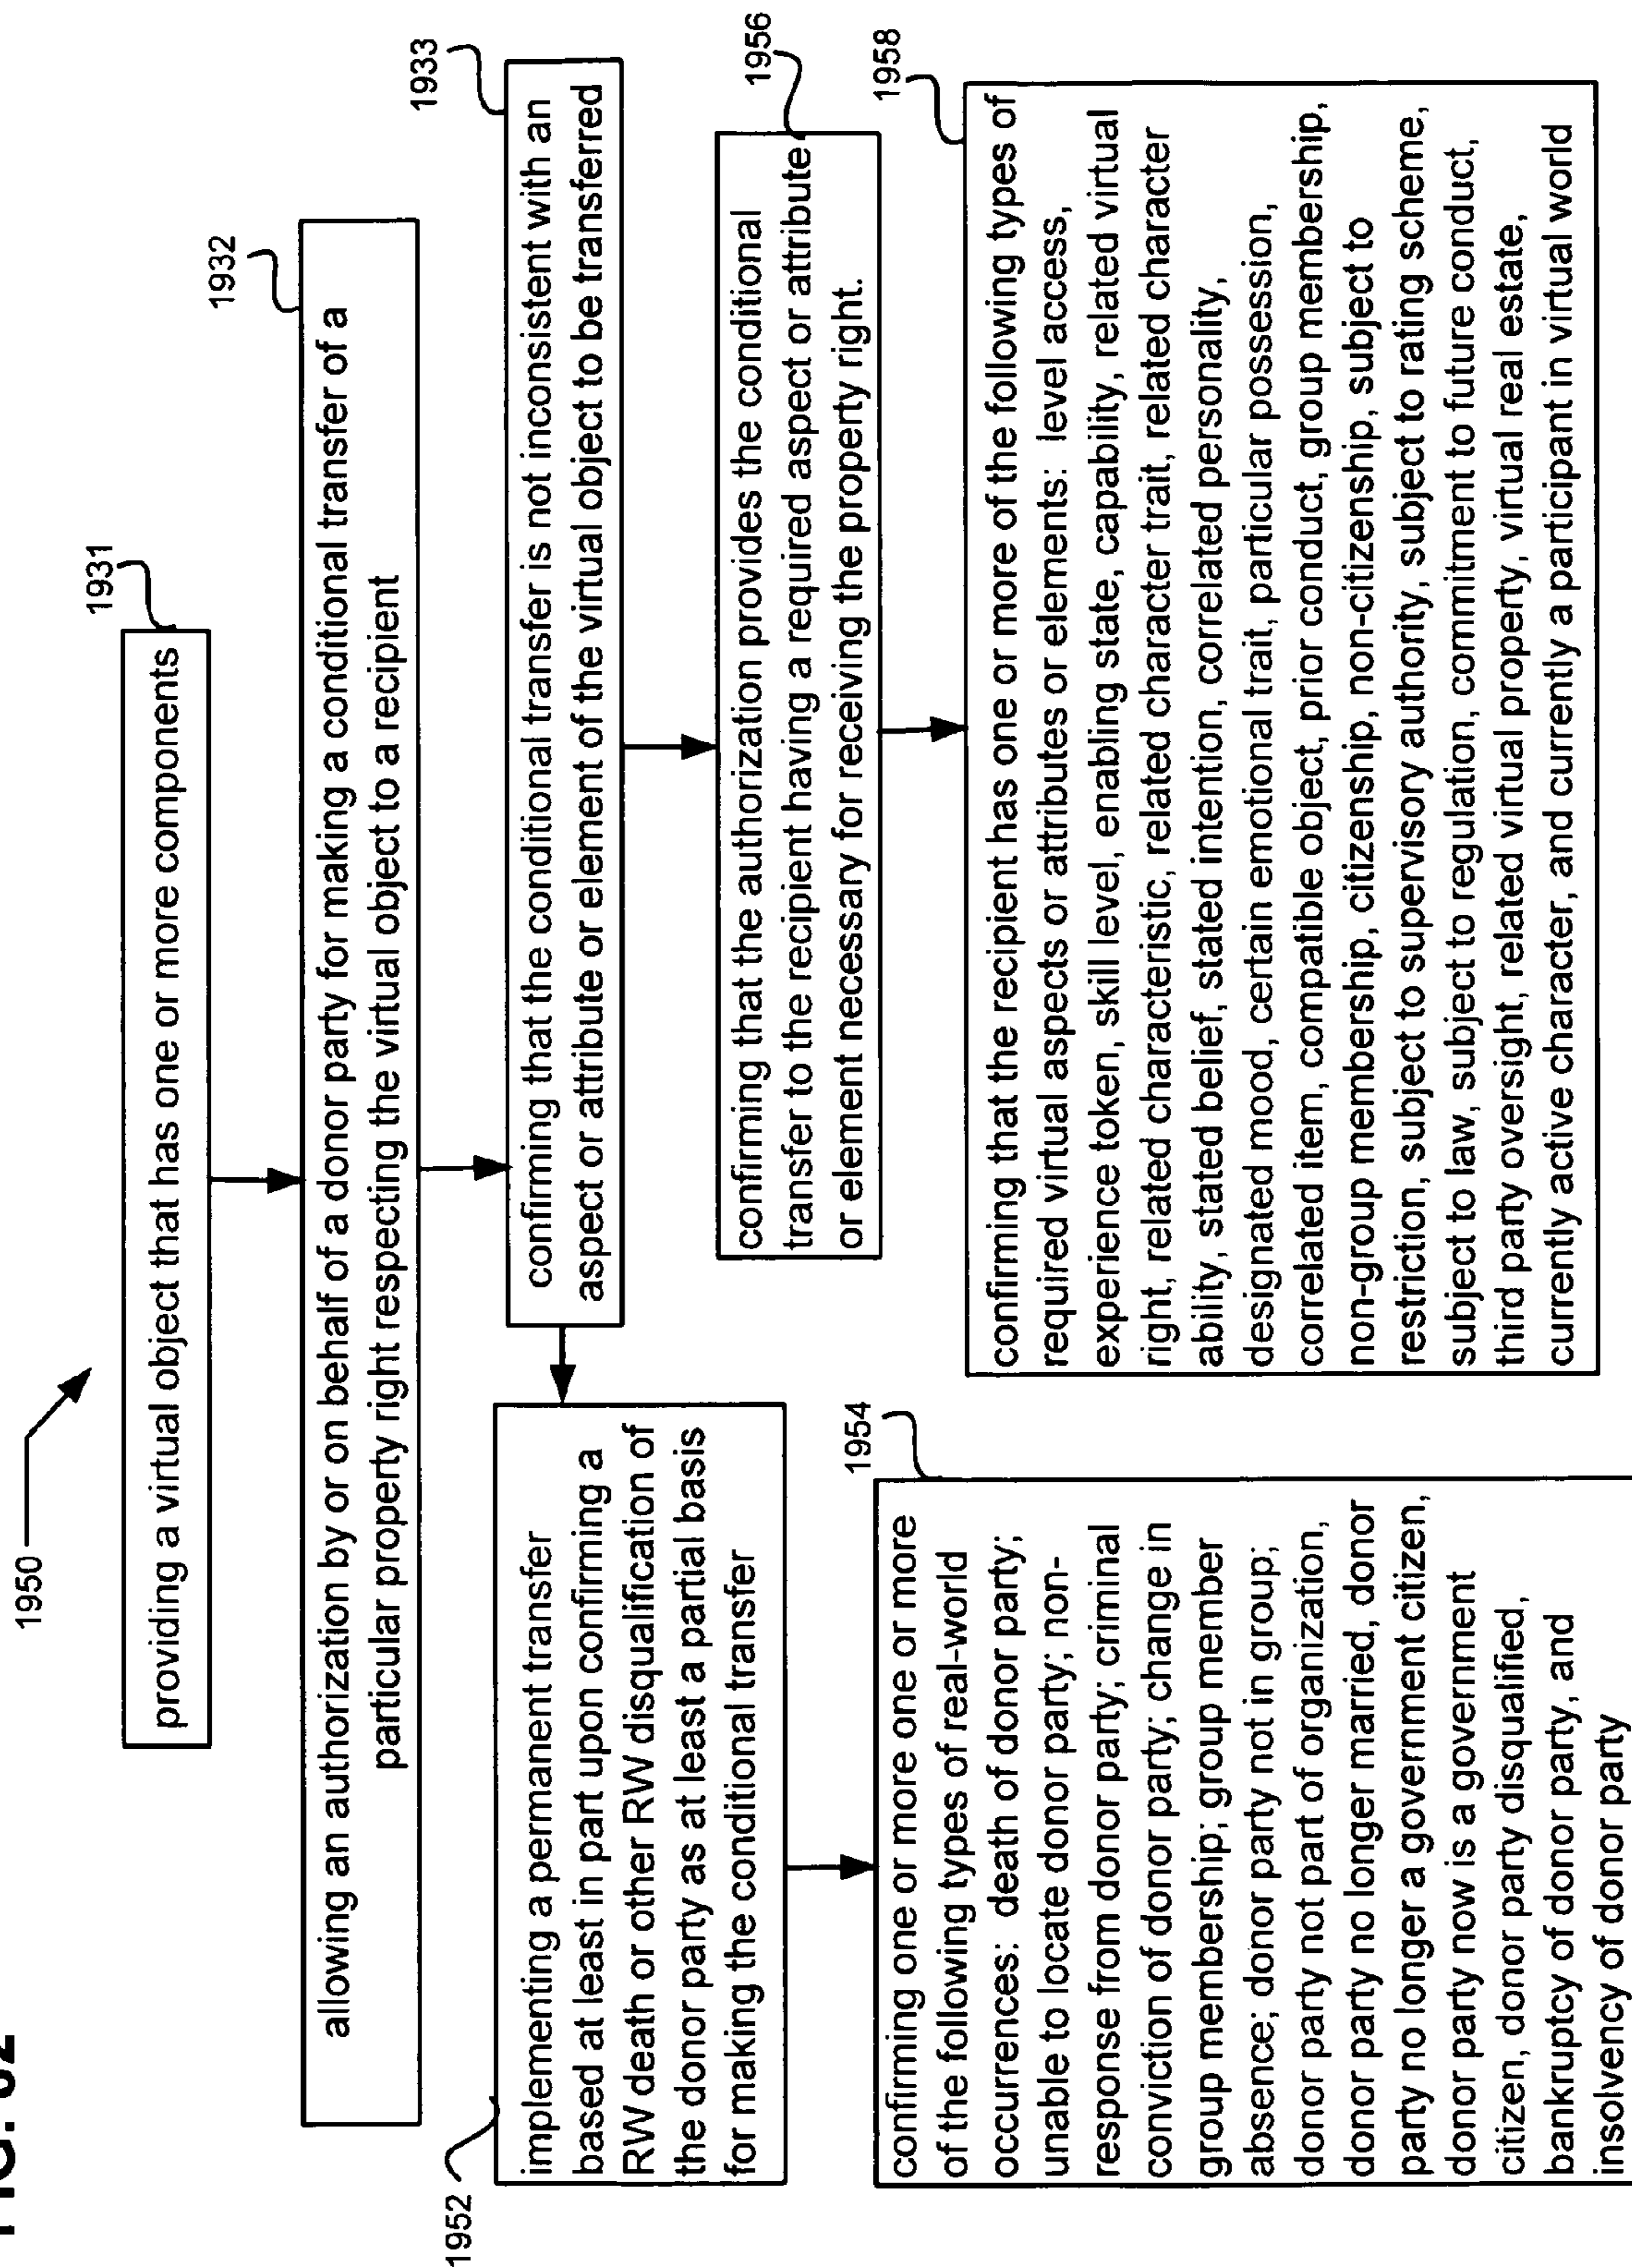 1950
1931
providing a virtual object that has one or more components
1932
allowing an authorization by or on behalf of a donor party for making a conditional transfer of a
particular property right respecting the virtual object to a recipient
1933
confirming that the conditional transfer is not inconsistent with an
aspect or attribute or element of the virtual object to be transferred
1952
implementing a permanent transfer
based at least in part upon confirming a
RW death or other RW disqualification of
the donor party as at least a partial basis
for making the conditional transfer
1956
confirming that the authorization provides the conditional
transfer to the recipient having a required aspect or attribute
or element necessary for receiving the property right.
1954
confirming one or more one or more
of the following types of real-world
occurrences: death of donor party;
unable to locate donor party; non-
response from donor party; criminal
conviction of donor party; change in
group membership; group member
absence; donor party not in group;
donor party not part of organization,
donor party no longer married, donor
party no longer a government citizen,
donor party now is a government
citizen, donor party disqualified,
bankruptcy of donor party, and
insolvency of donor party
1958
confirming that the recipient has one or more of the following types of
required virtual aspects or attributes or elements: level access,
experience token, skill level, enabling state, capability, related virtual
right, related characteristic, related character trait, related character
ability, stated belief, stated intention, correlated personality,
designated mood, certain emotional trait, particular possession,
correlated item, compatible object, prior conduct, group membership,
non-group membership, citizenship, non-citizenship, subject to
restriction, subject to supervisory authority, subject to rating scheme,
subject to law, subject to regulation, commitment to future conduct,
third party oversight, related virtual property, virtual real estate,
currently active character, and currently a participant in virtual world